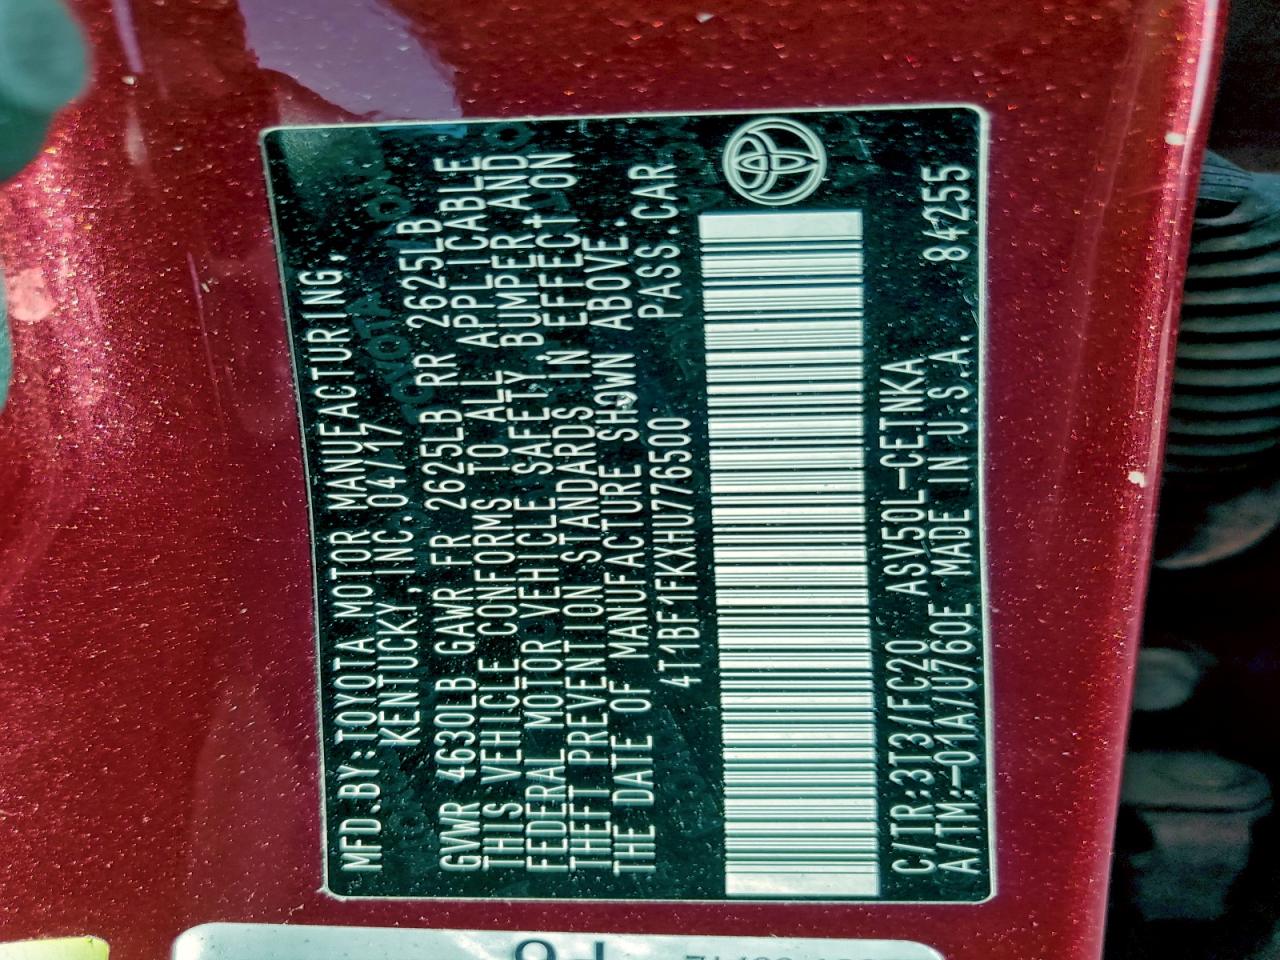 MFD.BY:TOYOTA MOTOR MANUFACTURING,
KENTUCKY, INC.04/17
GVWR 4630LB GAWR FR 2625LB RR 2625LB
THIS VEHICLE CONFORMS TO ALL APPLICABLE
FEDERAL MOTOR VEHICLE SAFETY, BUMPER, AND
THEFT PREVENTION STANDARDS IN EFFECT ON
THE DATE OF MANUFACTURE SHOWN ABOVE.
4T1BF1FKXHU776500 PASS.CAR
C/TR:3T3/FC20 ASV50L-CETNKA
A/TM:-01A/U760E MADE IN U.S.A. 84255